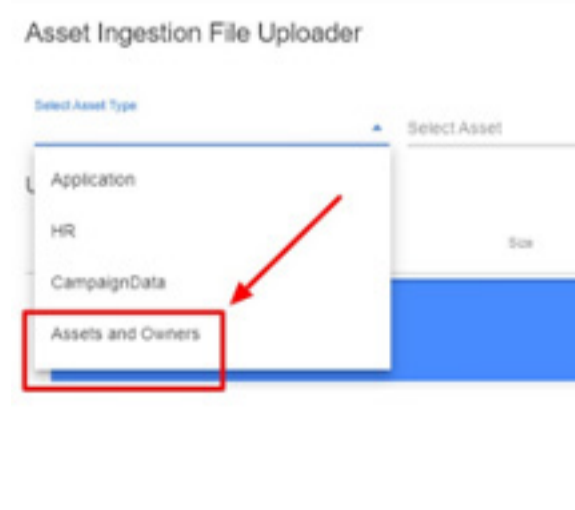 Asset Ingestion File Uploader
Select Asset Type
Select Asset
Application
HR
Size
CampaignData
Assets and Owners